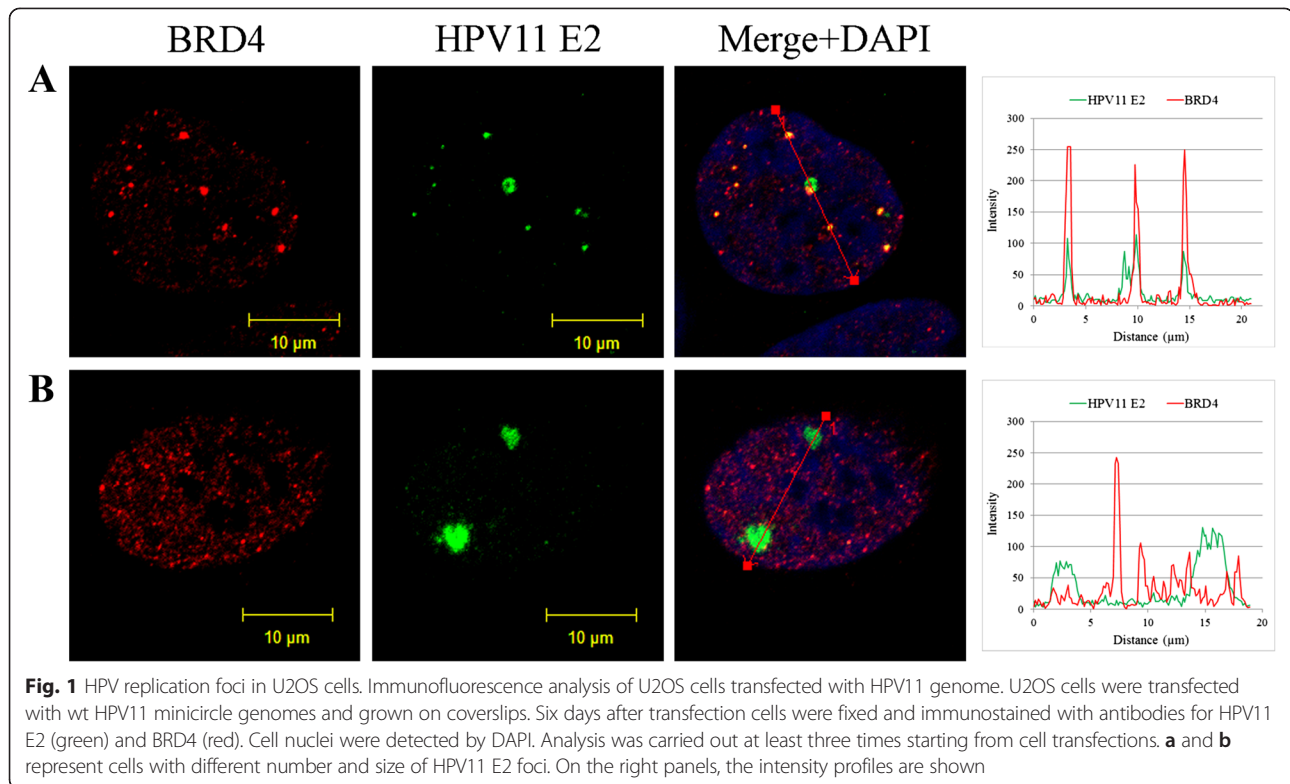 BRD4 HPV11 E2 Merge+DAPI
A
10 µm 10 µm
HPV11 E2 BRD4
300
250
200
150
100
50
0
Intensity
0 5 10 15 20
Distance (µm)
B
10 µm 10 µm
HPV11 E2 BRD4
300
250
200
150
100
50
0
Intensity
0 5 10 15 20
Distance (µm)
Fig. 1 HPV replication foci in U2OS cells. Immunofluorescence analysis of U2OS cells transfected with HPV11 genome. U2OS cells were transfected
with wt HPV11 minicircle genomes and grown on coverslips. Six days after transfection cells were fixed and immunostained with antibodies for HPV11
E2 (green) and BRD4 (red). Cell nuclei were detected by DAPI. Analysis was carried out at least three times starting from cell transfections. a and b
represent cells with different number and size of HPV11 E2 foci. On the right panels, the intensity profiles are shown